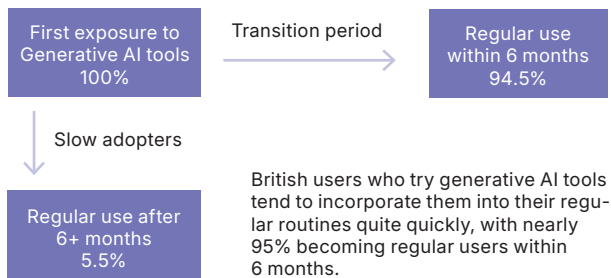 First exposure to
Generative AI tools
100%
Transition period
Regular use
within 6 months
94.5%
Slow adopters
Regular use after
6+ months
5.5%
British users who try generative AI tools
tend to incorporate them into their regu-
lar routines quite quickly, with nearly
95% becoming regular users within
6 months.